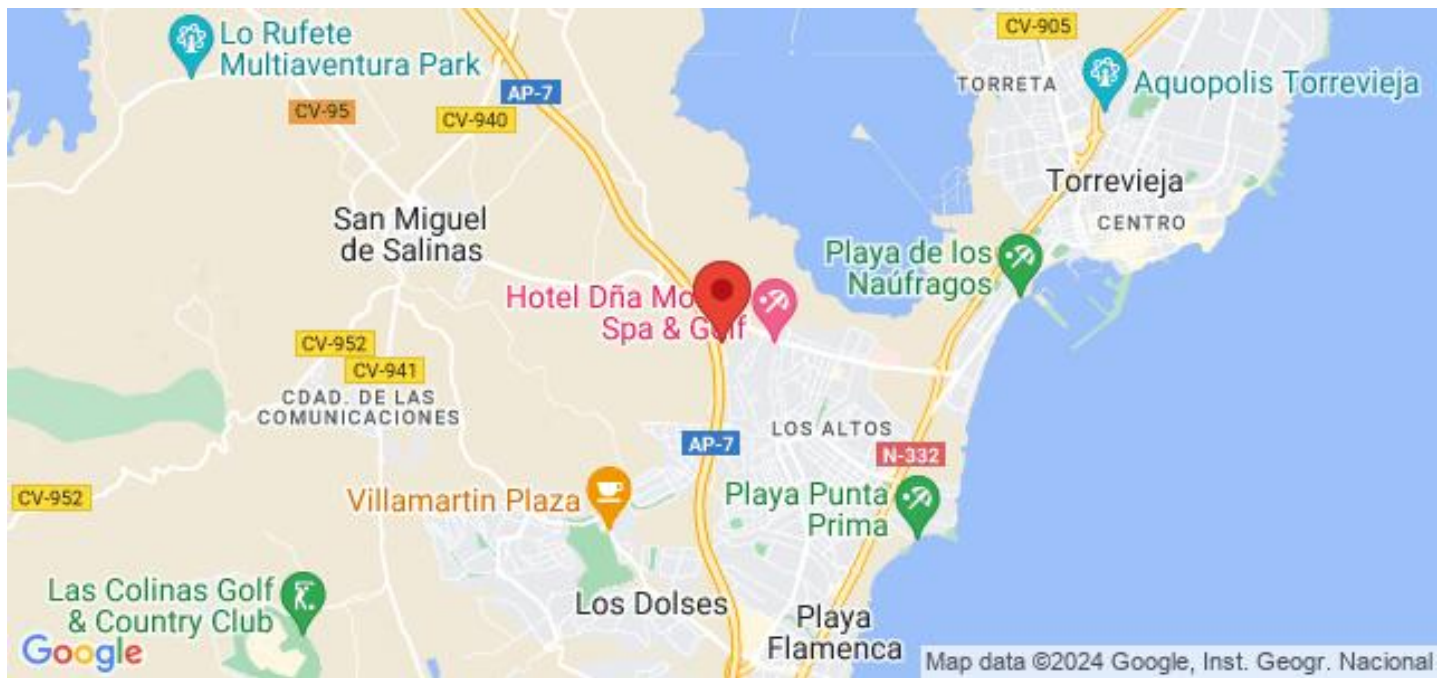 CV-905
Lo Rufete
Multiaventura Park
TORRETA
Aquopolis Torrevieja
AP-7
CV-95
CV-940
Torrevieja
San Miguel
de Salinas
CENTRO
Playa de los
Naúfragos
Hotel Dña Mo
Spa & Golf
CV-952
CV-941
CDAD. DE LAS
COMUNICACIONES
LOS ALTOS
AP-7
N-332
CV-952
Villamartin Plaza
Playa Punta
Prima
Las Colinas Golf
& Country Club
Los Dolses
Playa
Flamenca
Google
Map data ©2024 Google, Inst. Geogr. Nacional